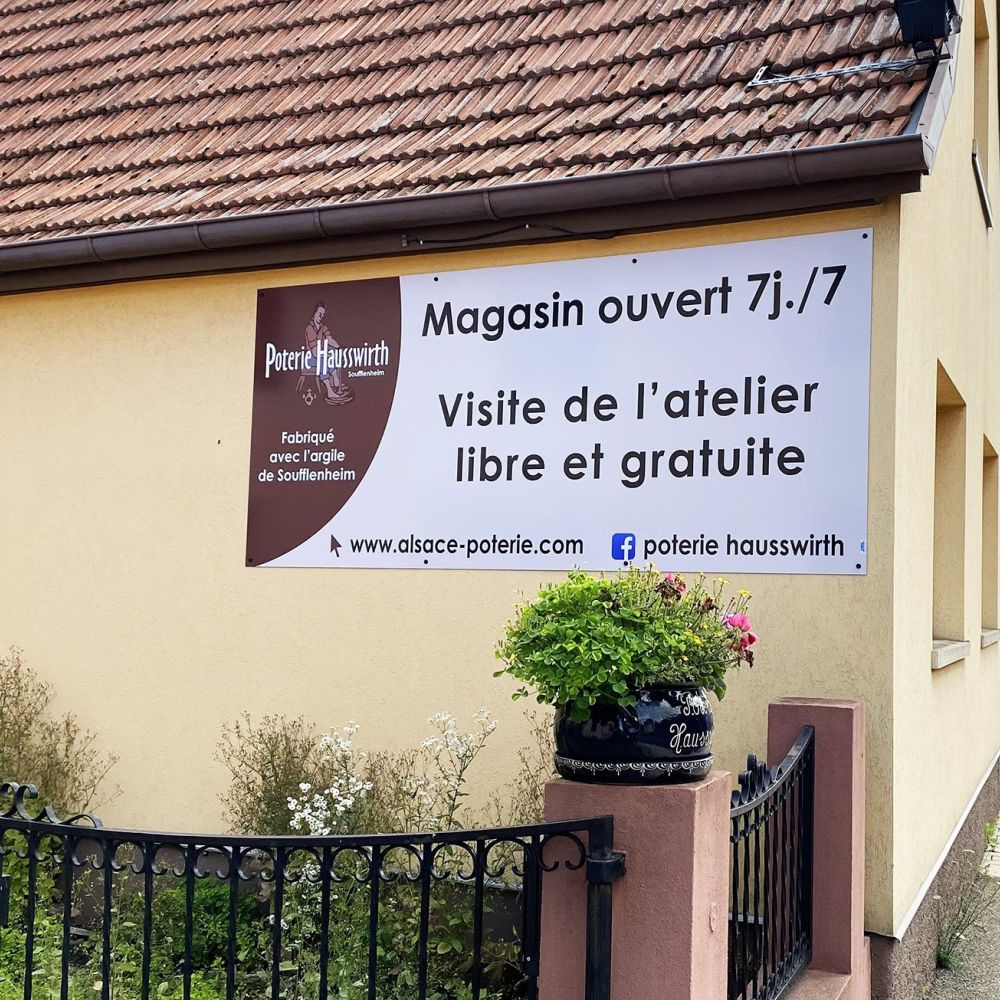 Poterie Hausswirth
Soufflenheim
Fabriqué
avec l'argile
de Soufflenheim
Magasin ouvert 7j./7
Visite de l'atelier
libre et gratuite
www.alsace-poterie.com
f poterie hausswirth